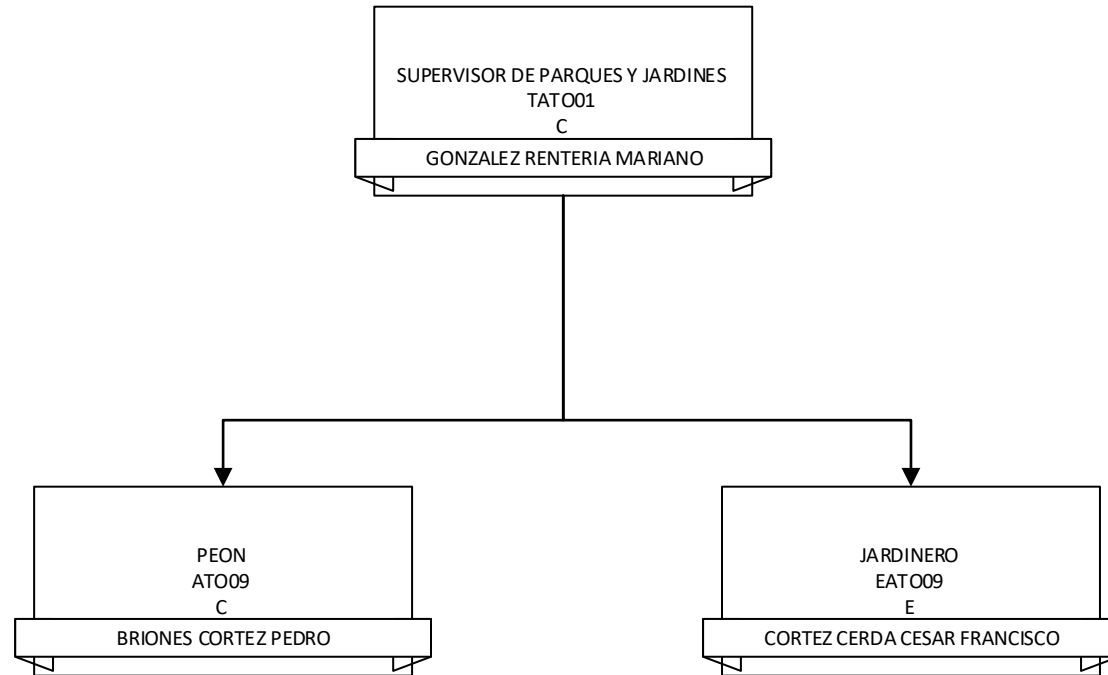 SUPERVISOR DE PARQUES Y JARDINES
TATO01
C
GONZALEZ RENTERIA MARIANO
PEON
ATO09
C
BRIONES CORTEZ PEDRO
JARDINERO
EATO09
E
CORTEZ CERDA CESAR FRANCISCO